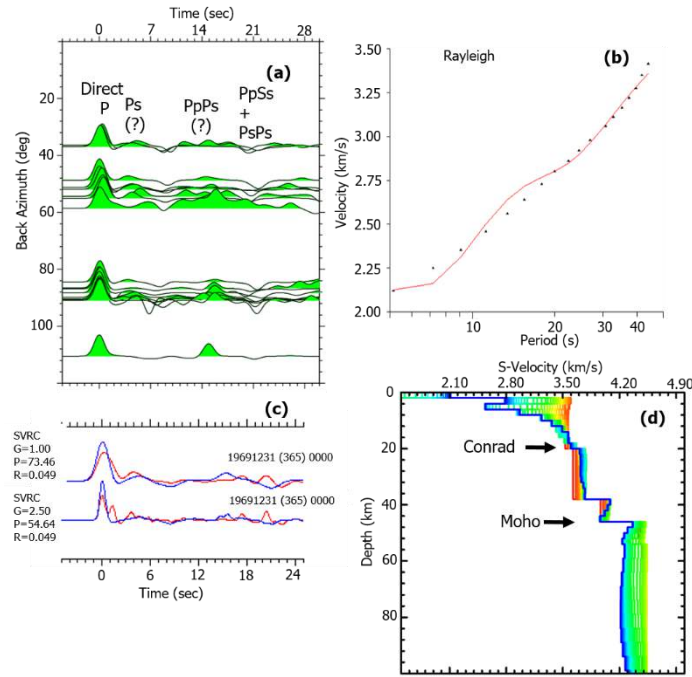 Time (sec)
0 7 14 21 28
(a)
Direct
P
Ps
(?)
PpPs
(?)
PpSs
+
PsPs
Back Azimuth (deg)
20
40
60
80
100
Rayleigh
(b)
Velocity (km/s)
3.50
3.25
3.00
2.75
2.50
2.25
2.00
10 20 30 40
Period (s)
(c)
SVRC
G=1.00
P=73.46
R=0.049
19691231 (365) 0000
SVRC
G=2.50
P=54.64
R=0.049
19691231 (365) 0000
0 6 12 18 24
Time (sec)
S-Velocity (km/s)
2.10 2.80 3.50 4.20 4.90
(d)
Depth (km)
0
20
40
60
80
Conrad
Moho